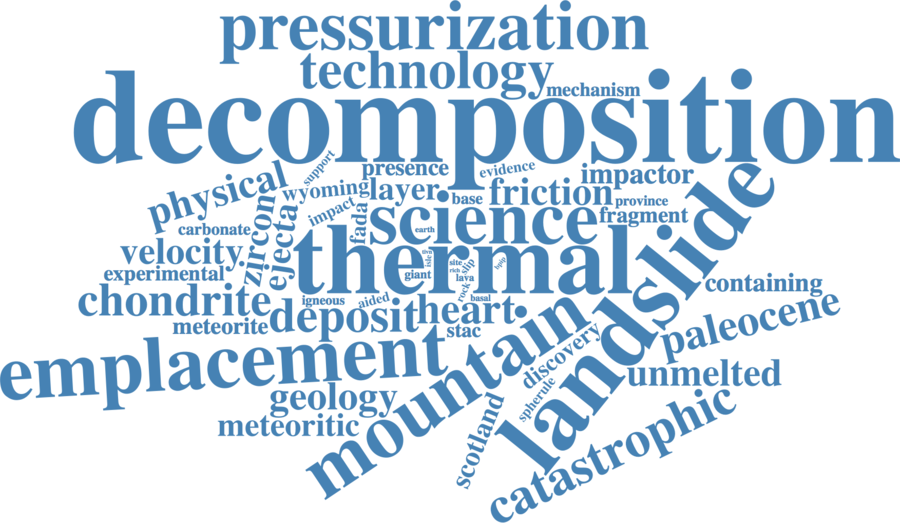 pressurization
technology
mechanism
decomposition
support
presence
evidence
impactor
physical
wyoming
layer
base
friction
province
landslide
zircon
ejecta
impact
fada
science
fragment
carbonate
earth
velocity
thermal
experimental
giant
site
rich
lava
slip
rock
chondrite
igneous
aided
basal
containing
meteorite
deposit
heart
stac
mountain
discovery
paleocene
emplacement
unmelted
geology
spherule
meteoritic
scotland
catastrophic